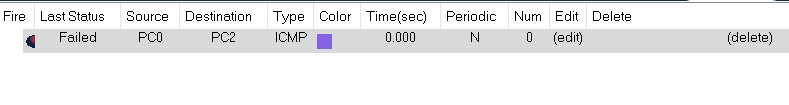 Fire Last Status Source Destination Type Color Time(sec) Periodic Num Edit Delete
Failed PC0 PC2 ICMP 0.000 N 0 (edit) (delete)